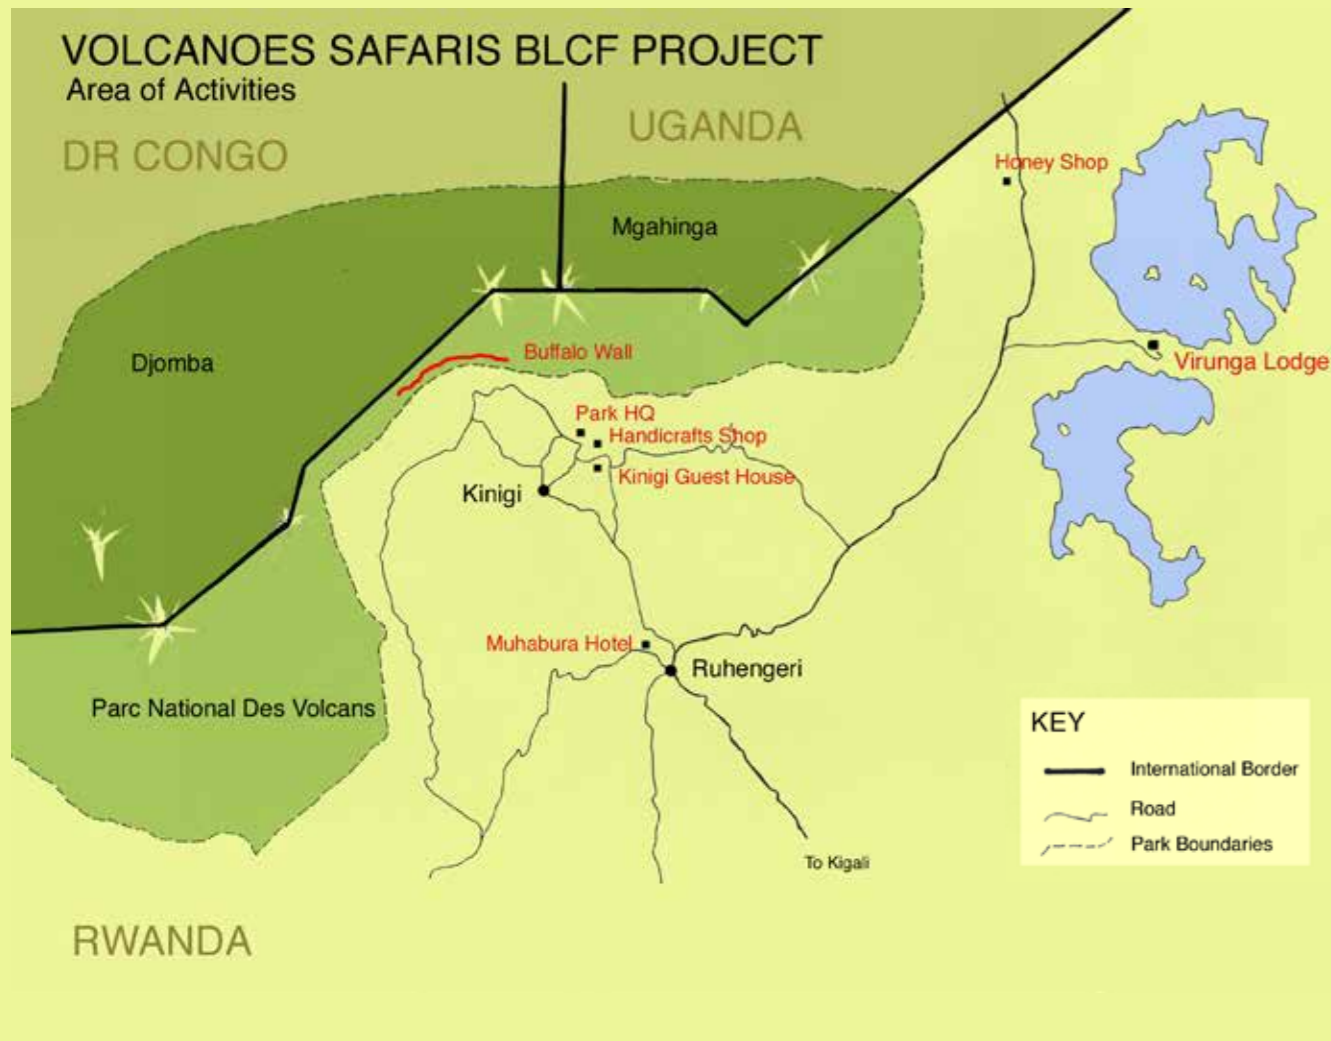 VOLCANOES SAFARIS BLCF PROJECT
Area of Activities
UGANDA
DR CONGO
Honey Shop
Mgahinga
Buffalo Wall
Djomba
Virunga Lodge
Park HQ
Handicrafts Shop
Kinigi Guest House
Kinigi
Muhabura Hotel
Ruhengeri
Parc National Des Volcans
KEY
International Border
Road
Park Boundaries
To Kigali
RWANDA